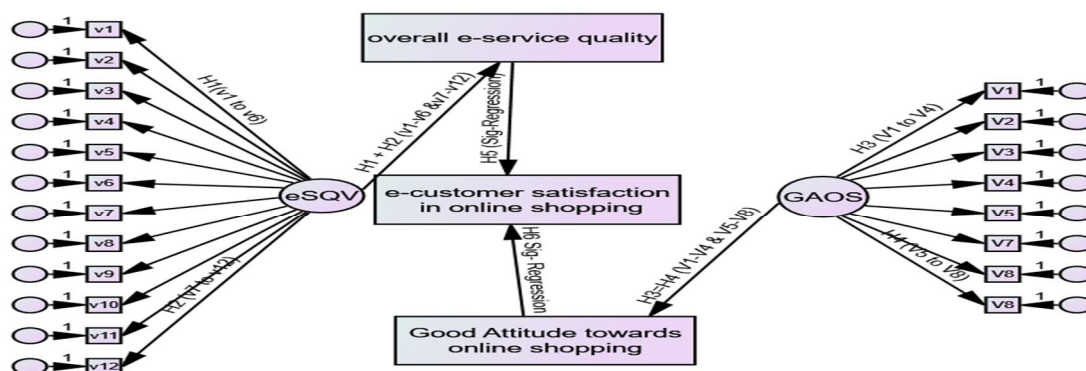 1 v1
1 v2
1 v3
1 v4
1 v5
1 v6
1 v7
1 v8
1 v9
1 v10
1 v11
1 v12
H1(v1 to v6)
eSQV
H2 (v7 to v12)
H1 + H2 (v1-v6 &v7-v12)
overall e-service quality
H5 (Sig-Regression)
e-customer satisfaction
in online shopping
H6 Sig- Regression
Good Attitude towards
online shopping
H3=H4 (V1-V4 & V5-V8)
GAOS
H3 (V1 to V4)
H4 (V5 to V8)
V1 1
V2 1
V3 1
V4 1
V5 1
V7 1
V8 1
V8 1